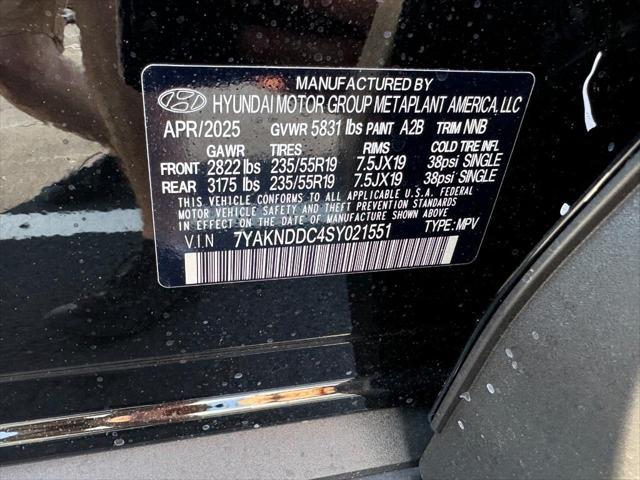 MANUFACTURED BY
HYUNDAI MOTOR GROUP METAPLANT AMERICA, LLC
APR/2025 GVWR 5831 lbs PAINT A2B TRIM NNB
GAWR TIRES RIMS COLD TIRE INFL
FRONT 2822 lbs 235/55R19 7.5JX19 38psi SINGLE
REAR 3175 lbs 235/55R19 7.5JX19 38psi SINGLE
THIS VEHICLE CONFORMS TO ALL APPLICABLE U.S.A. FEDERAL
MOTOR VEHICLE SAFETY AND THEFT PREVENTION STANDARDS
IN EFFECT ON THE DATE OF MANUFACTURE SHOWN ABOVE.
V.I.N 7YAKNDDC4SY021551 TYPE: MPV